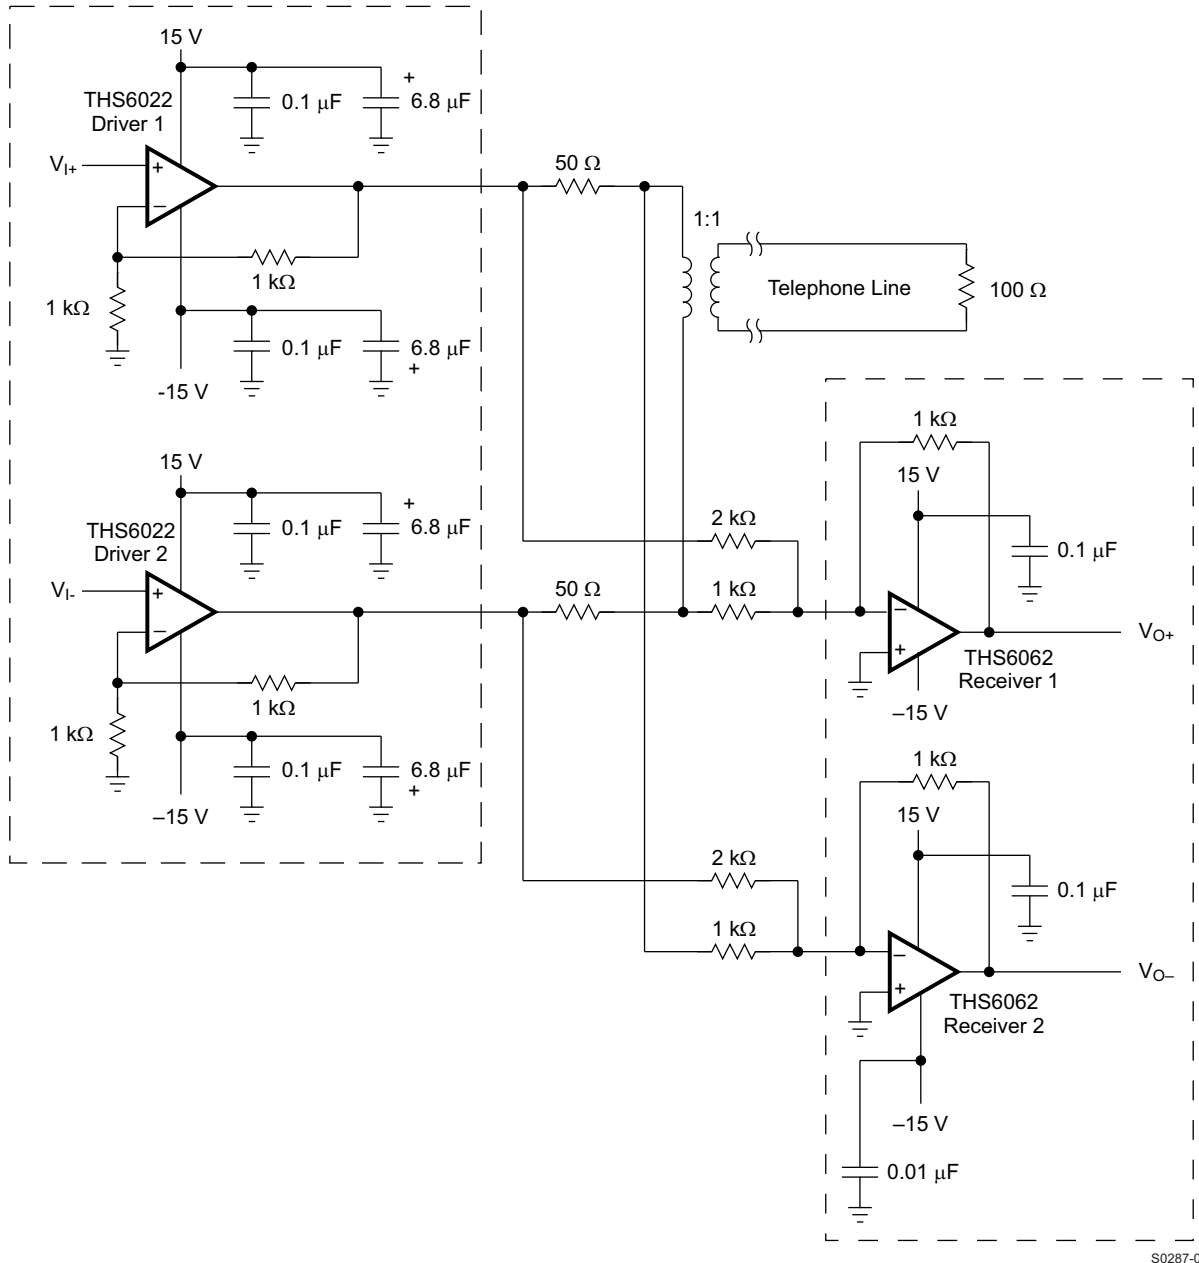 15 V
THS6022
Driver 1
0.1 μF
+
6.8 μF
V_I+
+
−
1 kΩ
1 kΩ
0.1 μF
6.8 μF
+
-15 V
50 Ω
1:1
Telephone Line
100 Ω
15 V
THS6022
Driver 2
0.1 μF
+
6.8 μF
V_I-
+
−
1 kΩ
1 kΩ
0.1 μF
6.8 μF
+
–15 V
50 Ω
2 kΩ
1 kΩ
1 kΩ
15 V
0.1 μF
−
+
V_O+
THS6062
Receiver 1
–15 V
2 kΩ
1 kΩ
1 kΩ
15 V
0.1 μF
−
+
V_O–
THS6062
Receiver 2
–15 V
0.01 μF